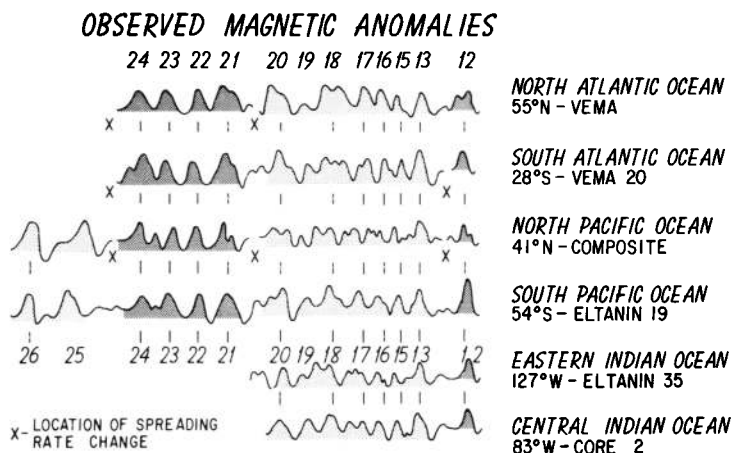 OBSERVED MAGNETIC ANOMALIES
24 23 22 21 20 19 18 17 16 15 13 12
NORTH ATLANTIC OCEAN
55°N - VEMA
X X
SOUTH ATLANTIC OCEAN
28°S - VEMA 20
X X
NORTH PACIFIC OCEAN
41°N - COMPOSITE
X X X
SOUTH PACIFIC OCEAN
54°S - ELTANIN 19
26 25 24 23 22 21 20 19 18 17 16 15 13 12
EASTERN INDIAN OCEAN
127°W - ELTANIN 35
X - LOCATION OF SPREADING
RATE CHANGE
CENTRAL INDIAN OCEAN
83°W - CORE 2